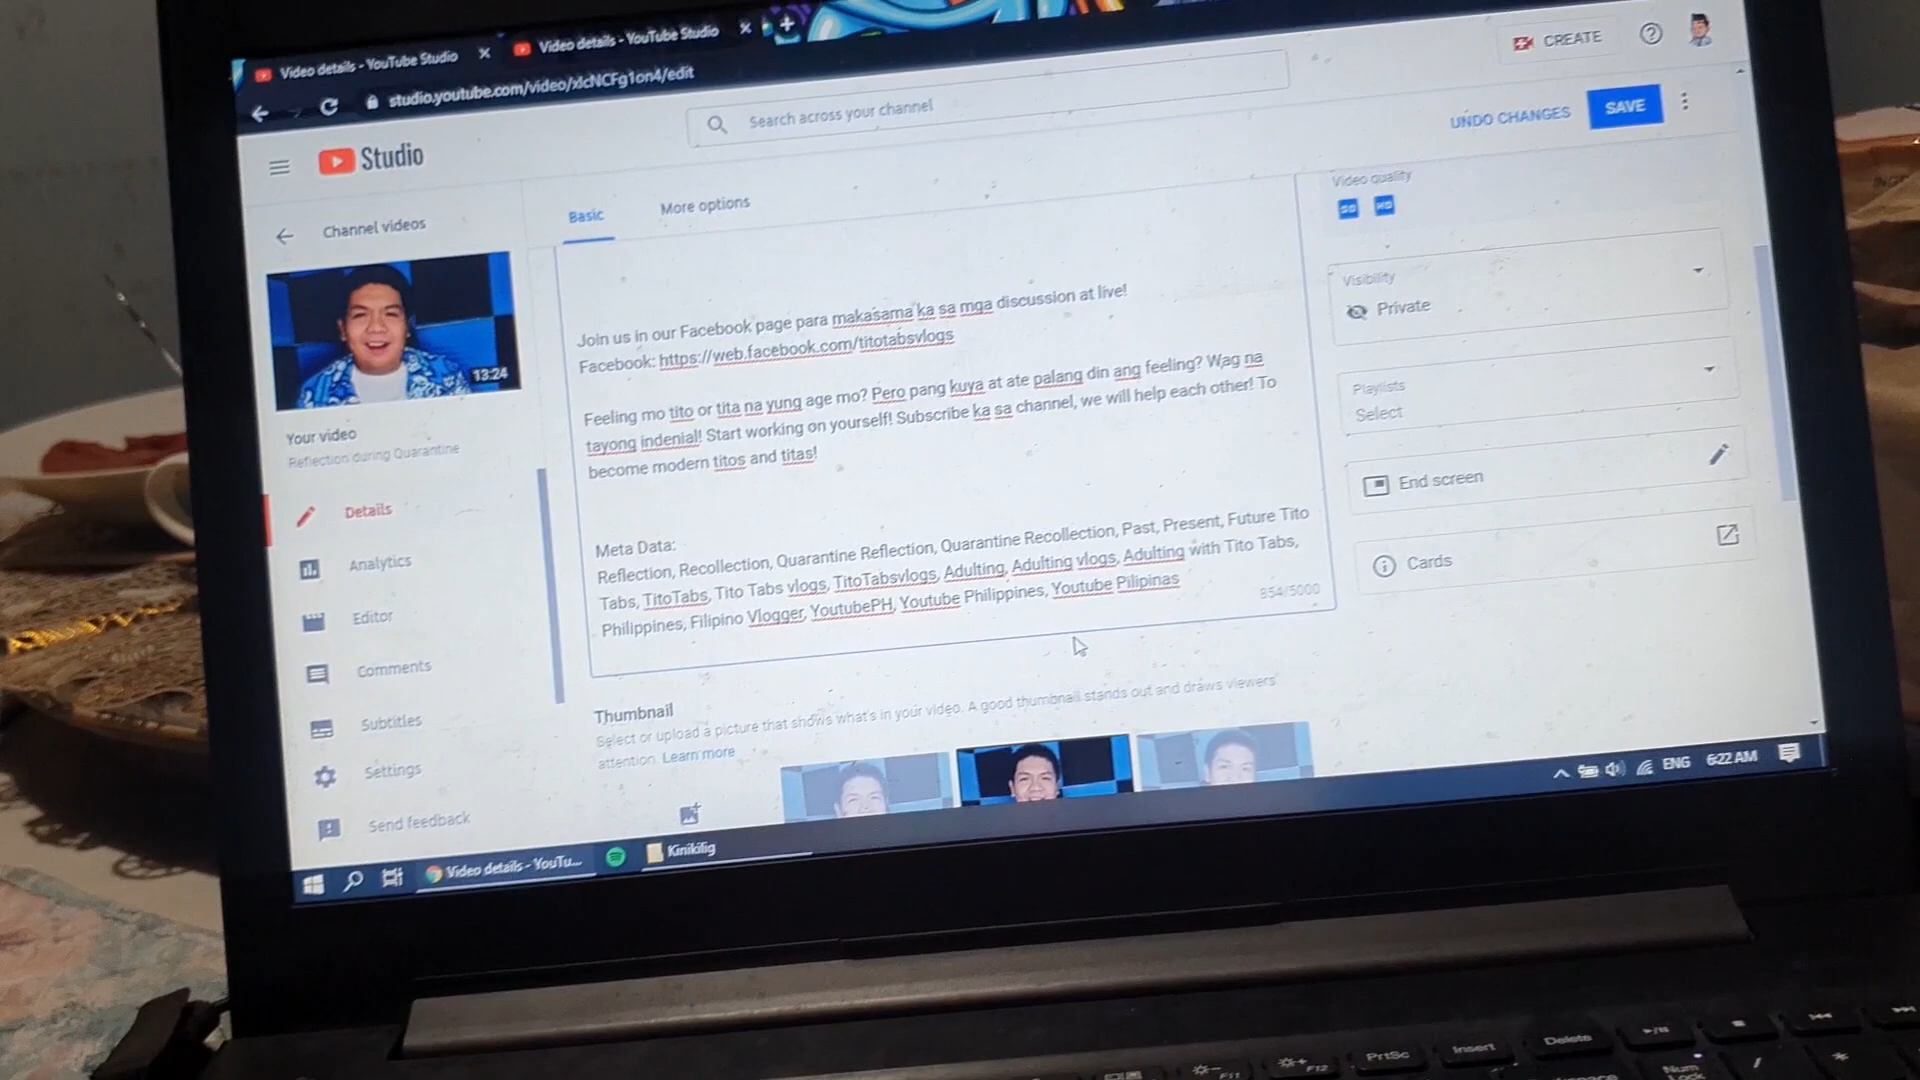 Video details - YouTube Studio
Video details - YouTube Studio
studio.youtube.com/video/xlcNCFg1on4/edit
Search across your channel
CREATE
Studio
UNDO CHANGES
SAVE
Channel videos
Basic
More options
Video quality
SD HD
13:24
Your video
Reflection during Quarantine
Details
Analytics
Editor
Comments
Subtitles
Settings
Send feedback
Join us in our Facebook page para makasama ka sa mga discussion at live!
Facebook: https://web.facebook.com/titotabsvlogs
Feeling mo tito or tita na yung age mo? Pero pang kuya at ate palang din ang feeling? Wag na
tayong indenial! Start working on yourself! Subscribe ka sa channel, we will help each other! To
become modern titos and titas!
Meta Data:
Reflection, Recollection, Quarantine Reflection, Quarantine Recollection, Past, Present, Future Tito
Tabs, TitoTabs, Tito Tabs vlogs, TitoTabsvlogs, Adulting, Adulting vlogs, Adulting with Tito Tabs,
Philippines, Filipino Vlogger, YoutubePH, Youtube Philippines, Youtube Pilipinas
854/5000
Visibility
Private
Playlists
Select
End screen
Cards
Thumbnail
Select or upload a picture that shows what's in your video. A good thumbnail stands out and draws viewers'
attention. Learn more
Video details - YouTu...
Kinikilig
ENG
6:22 AM
F11
F12
PrtSc
Insert
Delete
Num
Lock